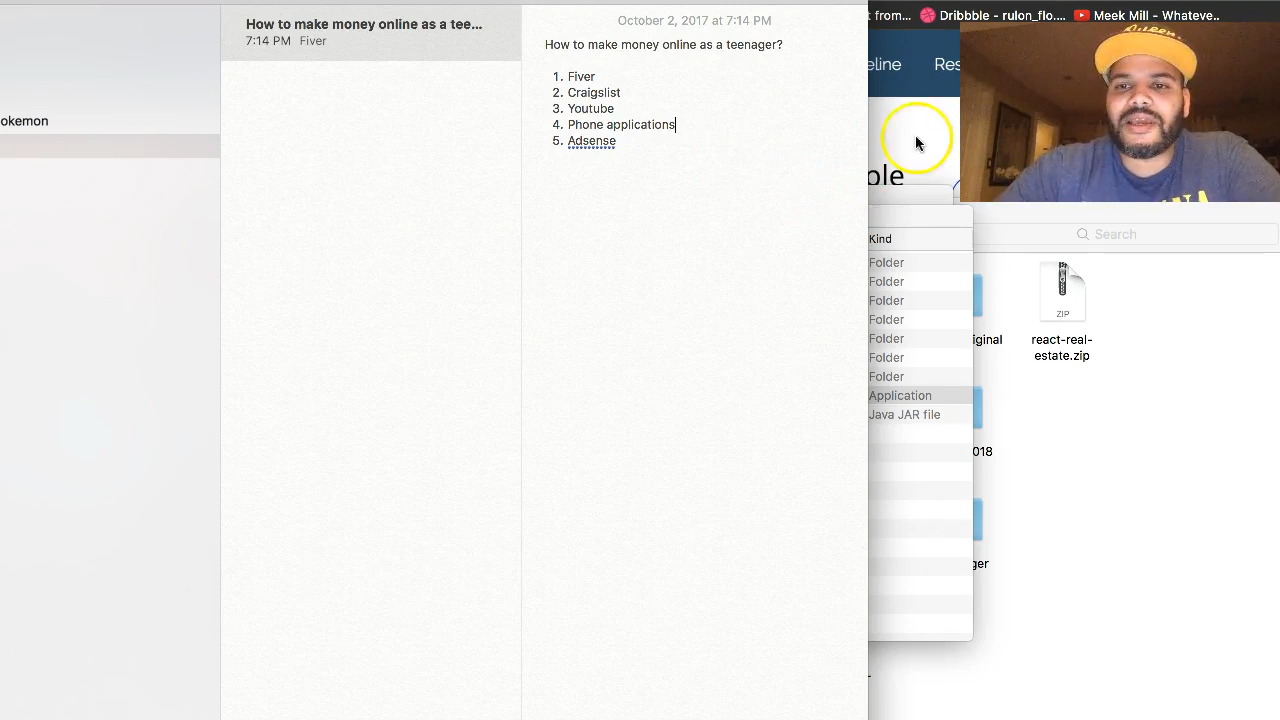 okemon
How to make money online as a tee...
7:14 PM Fiver
October 2, 2017 at 7:14 PM
How to make money online as a teenager?
1. Fiver
2. Craigslist
3. Youtube
4. Phone applications
5. Adsense
t from...
Dribbble - rulon_flo....
Meek Mill - Whateve..
eline
Res
ple
Kind
Folder
Folder
Folder
Folder
Folder
Folder
Folder
Application
Java JAR file
Search
ZIP
iginal
react-real-
estate.zip
018
ger